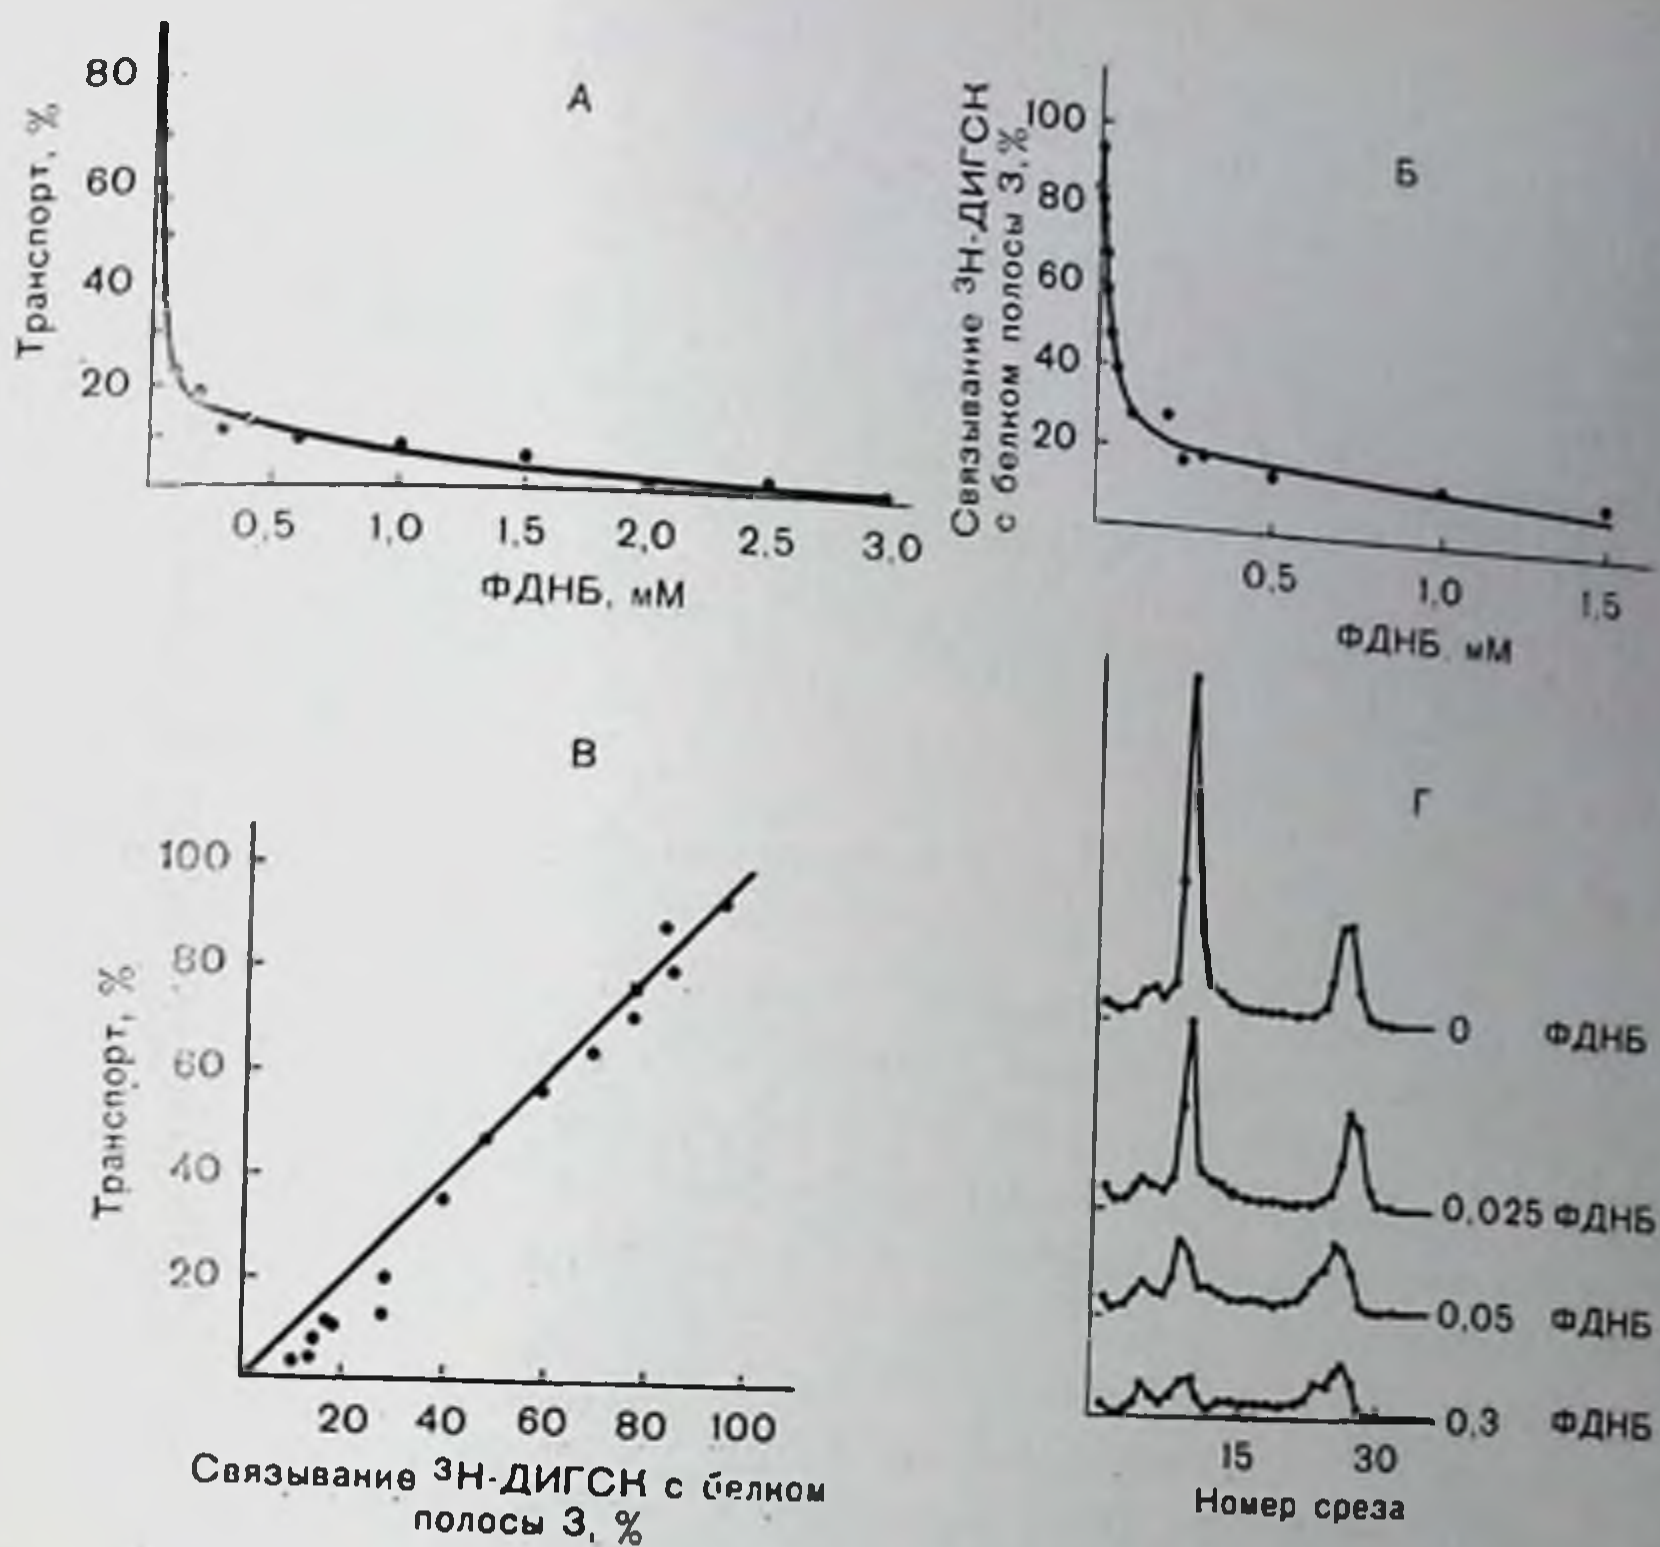 А
80
60
40
20
Транспорт, %
0,5 1,0 1,5 2,0 2,5 3,0
ФДНБ, мМ
Б
Связывание ³Н-ДИГСК
с белком полосы 3,%
100
80
60
40
20
0,5 1,0 1,5
ФДНБ, мМ
В
100
80
60
40
20
Транспорт, %
20 40 60 80 100
Связывание ³Н-ДИГСК с белком
полосы 3, %
Г
0 ФДНБ
0,025 ФДНБ
0,05 ФДНБ
0,3 ФДНБ
15 30
Номер среза